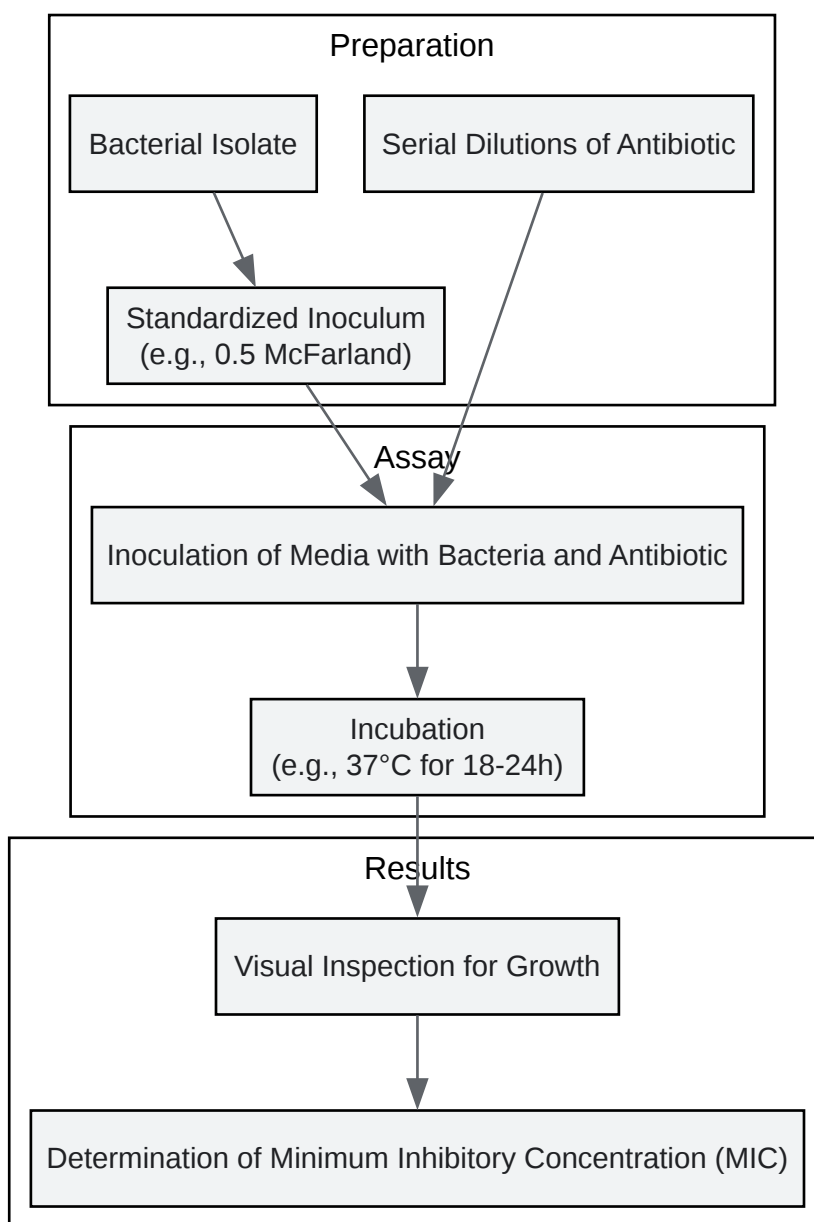 Preparation
Bacterial Isolate
Serial Dilutions of Antibiotic
Standardized Inoculum
(e.g., 0.5 McFarland)
Assay
Inoculation of Media with Bacteria and Antibiotic
Incubation
(e.g., 37°C for 18-24h)
Results
Visual Inspection for Growth
Determination of Minimum Inhibitory Concentration (MIC)